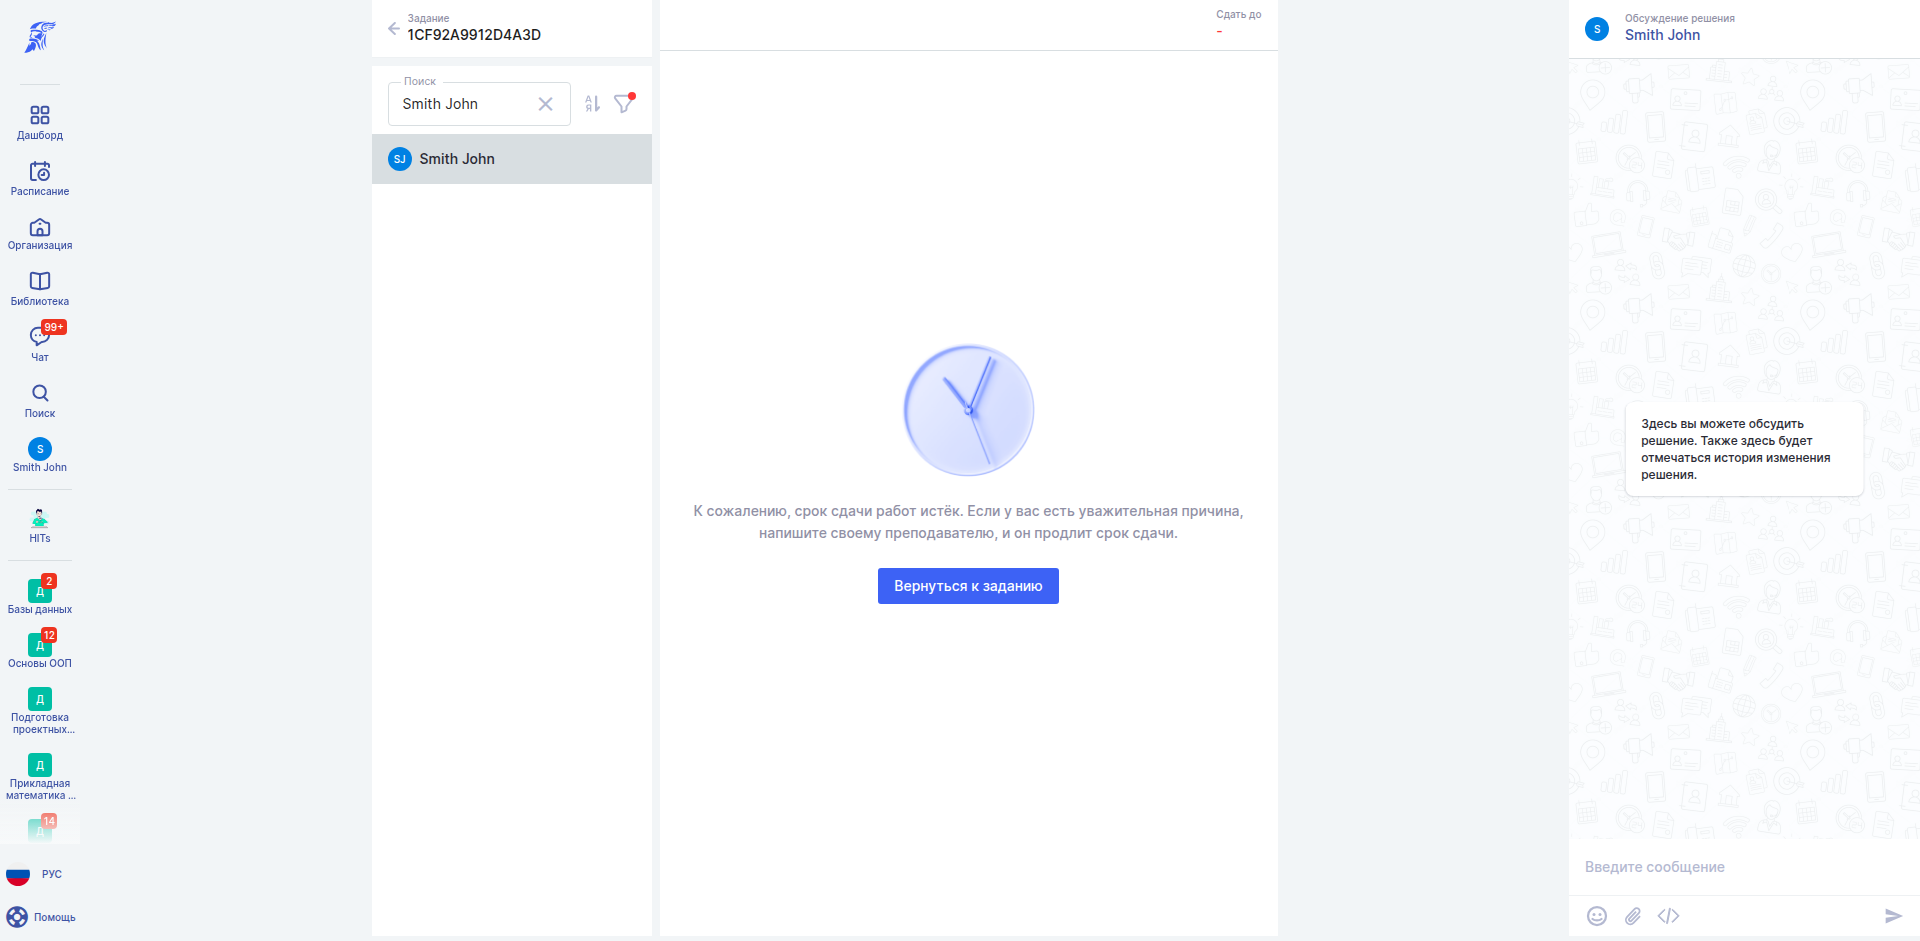 Дашборд
Расписание
Организация
Библиотека
99+
Чат
Поиск
S
Smith John
HITs
2
Д
Базы данных
12
Д
Основы ООП
Д
Подготовка
проектных...
Д
Прикладная
математика ...
14
Д
РУС
Помощь
Задание
1CF92A9912D4A3D
Поиск
Smith John
А
Я
SJ
Smith John
Сдать до
-
К сожалению, срок сдачи работ истёк. Если у вас есть уважительная причина,
напишите своему преподавателю, и он продлит срок сдачи.
Вернуться к заданию
S
Обсуждение решения
Smith John
Здесь вы можете обсудить
решение. Также здесь будет
отмечаться история изменения
решения.
Введите сообщение